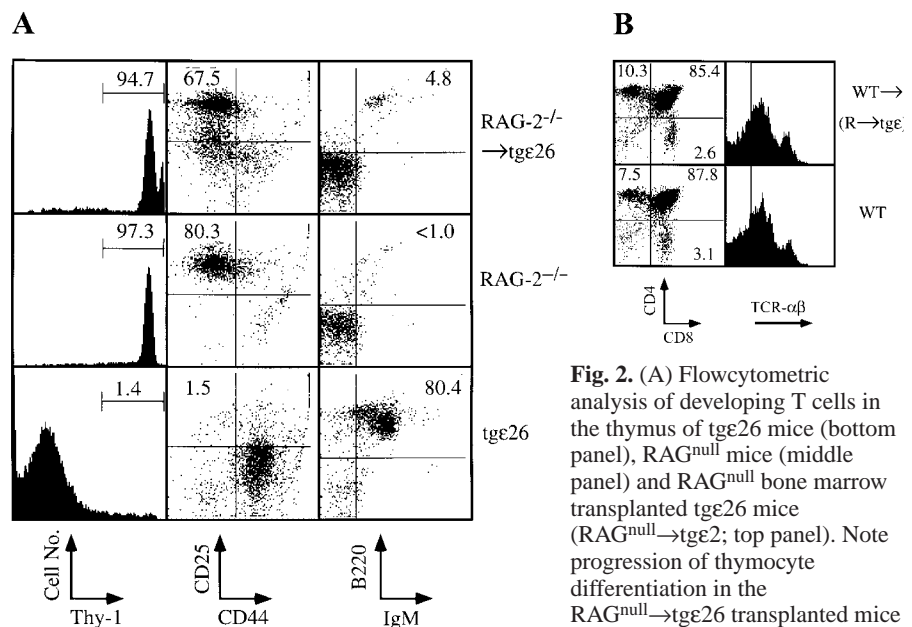 A
94.7
67.5
4.8
RAG-2-/-
→tgε26
97.3
80.3
<1.0
RAG-2-/-
1.4
1.5
80.4
tgε26
Cell No.
Thy-1
CD25
CD44
B220
IgM
B
10.3
85.4
2.6
WT→
(R→tgε)
7.5
87.8
3.1
WT
CD4
CD8
TCR-αβ
Fig. 2. (A) Flowcytometric
analysis of developing T cells in
the thymus of tgε26 mice (bottom
panel), RAGnull mice (middle
panel) and RAGnull bone marrow
transplanted tgε26 mice
(RAGnull→tgε2; top panel). Note
progression of thymocyte
differentiation in the
RAGnull→tgε26 transplanted mice